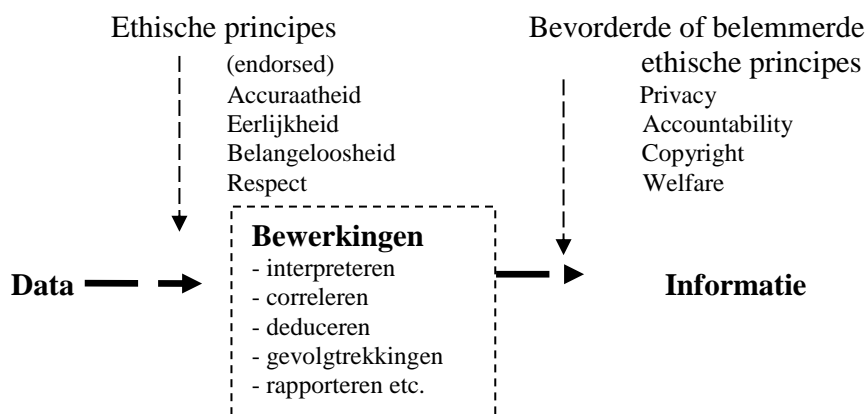 Ethische principes
(endorsed)
Accuraatheid
Eerlijkheid
Belangeloosheid
Respect
Bevorderde of belemmerde
ethische principes
Privacy
Accountability
Copyright
Welfare
Data
Bewerkingen
- interpreteren
- correleren
- deduceren
- gevolgtrekkingen
- rapporteren etc.
Informatie